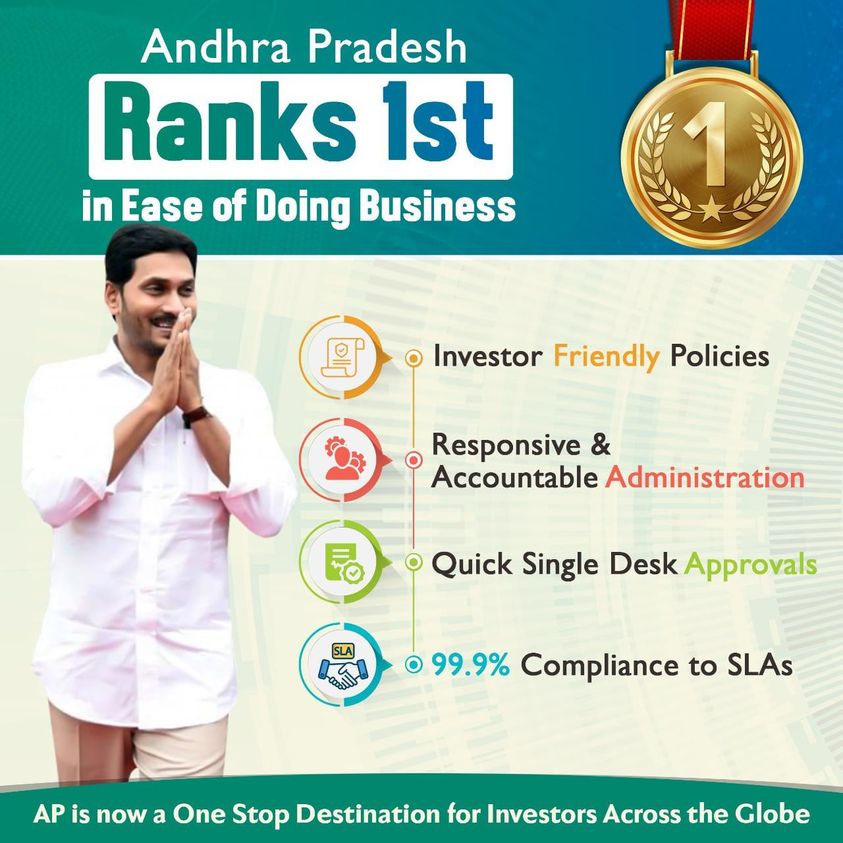 Andhra Pradesh
Ranks 1st
in Ease of Doing Business
1
Investor Friendly Policies
Responsive &
Accountable Administration
Quick Single Desk Approvals
SLA
99.9% Compliance to SLAs
AP is now a One Stop Destination for Investors Across the Globe